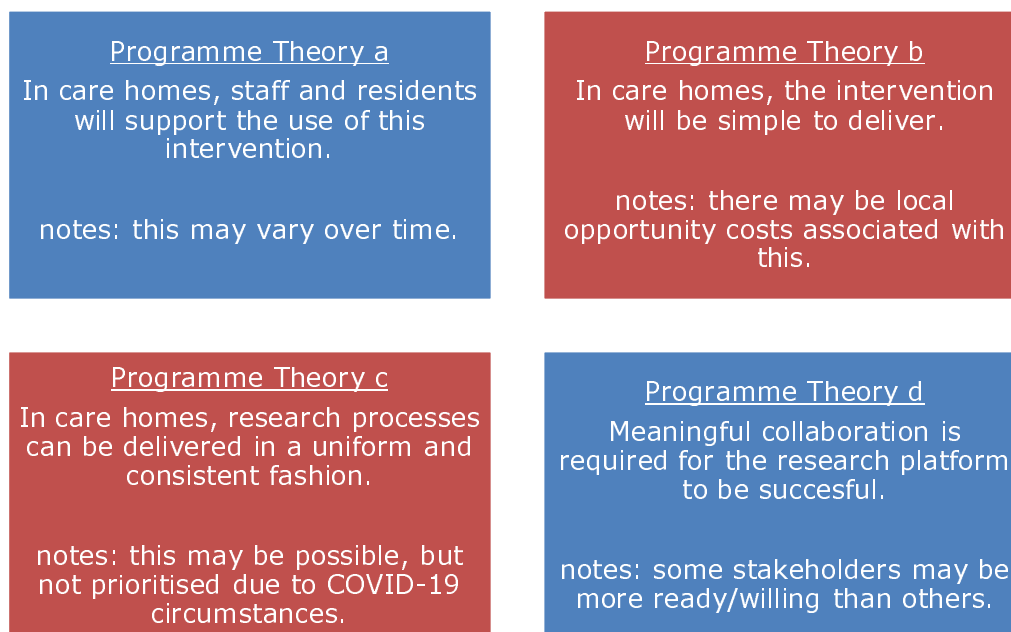 Programme Theory a
In care homes, staff and residents
will support the use of this
intervention.
notes: this may vary over time.
Programme Theory b
In care homes, the intervention
will be simple to deliver.
notes: there may be local
opportunity costs associated with
this.
Programme Theory c
In care homes, research processes
can be delivered in a uniform and
consistent fashion.
notes: this may be possible, but
not prioritised due to COVID-19
circumstances.
Programme Theory d
Meaningful collaboration is
required for the research platform
to be succesful.
notes: some stakeholders may be
more ready/willing than others.